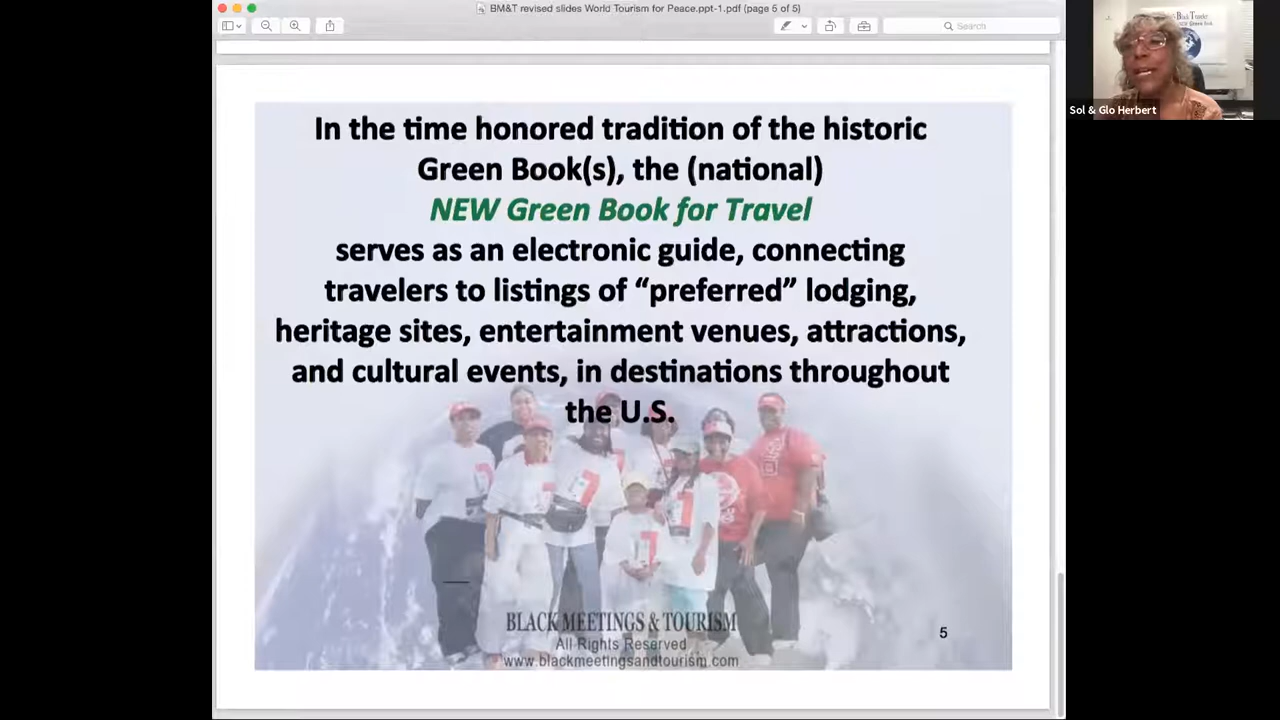 BM&T revised slides World Tourism for Peace.ppt-1.pdf (page 5 of 5)
Search
In the time honored tradition of the historic
Green Book(s), the (national)
NEW Green Book for Travel
serves as an electronic guide, connecting
travelers to listings of “preferred” lodging,
heritage sites, entertainment venues, attractions,
and cultural events, in destinations throughout
the U.S.
BLACK MEETINGS & TOURISM
All Rights Reserved
www.blackmeetingsandtourism.com
5
Sol & Glo Herbert